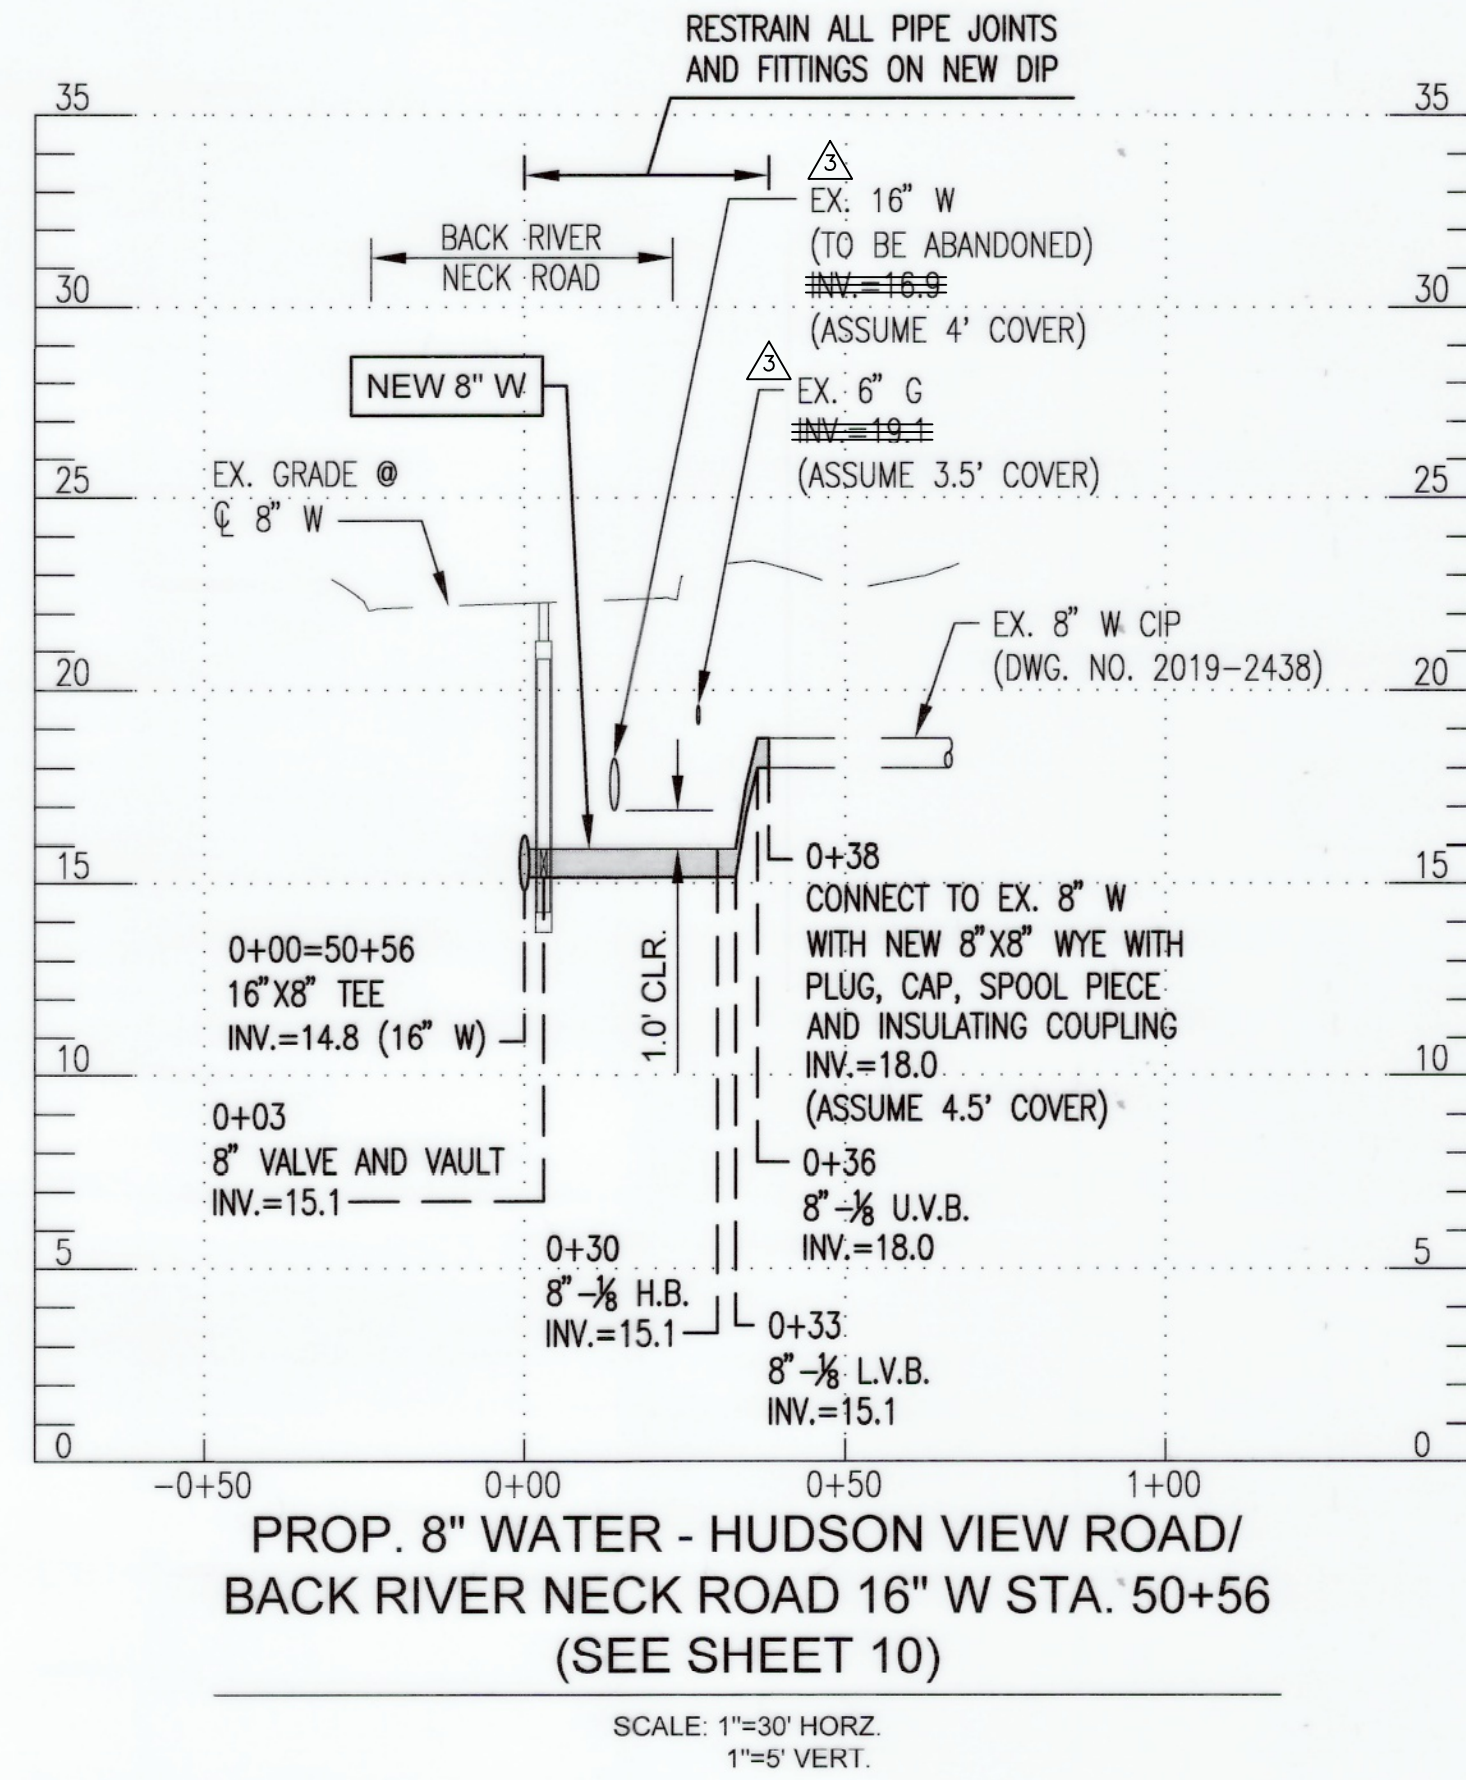 RESTRAIN ALL PIPE JOINTS
AND FITTINGS ON NEW DIP
35
35
3
EX. 16" W
(TO BE ABANDONED)
INV.=16.9
(ASSUME 4' COVER)
BACK RIVER
NECK ROAD
30
30
3
EX. 6" G
INV.=19.1
(ASSUME 3.5' COVER)
NEW 8" W
EX. GRADE @
℄ 8" W
25
25
EX. 8" W CIP
(DWG. NO. 2019-2438)
20
20
15
15
0+00=50+56
16"X8" TEE
INV.=14.8 (16" W)
1.0' CLR.
0+38
CONNECT TO EX. 8" W
WITH NEW 8"X8" WYE WITH
PLUG, CAP, SPOOL PIECE
AND INSULATING COUPLING
INV.=18.0
(ASSUME 4.5' COVER)
10
10
0+03
8" VALVE AND VAULT
INV.=15.1
0+36
8"-⅛ U.V.B.
INV.=18.0
5
5
0+30
8"-⅛ H.B.
INV.=15.1
0+33
8"-⅛ L.V.B.
INV.=15.1
0
0
-0+50
0+00
0+50
1+00
PROP. 8" WATER - HUDSON VIEW ROAD/
BACK RIVER NECK ROAD 16" W STA. 50+56
(SEE SHEET 10)
SCALE: 1"=30' HORZ.
1"=5' VERT.